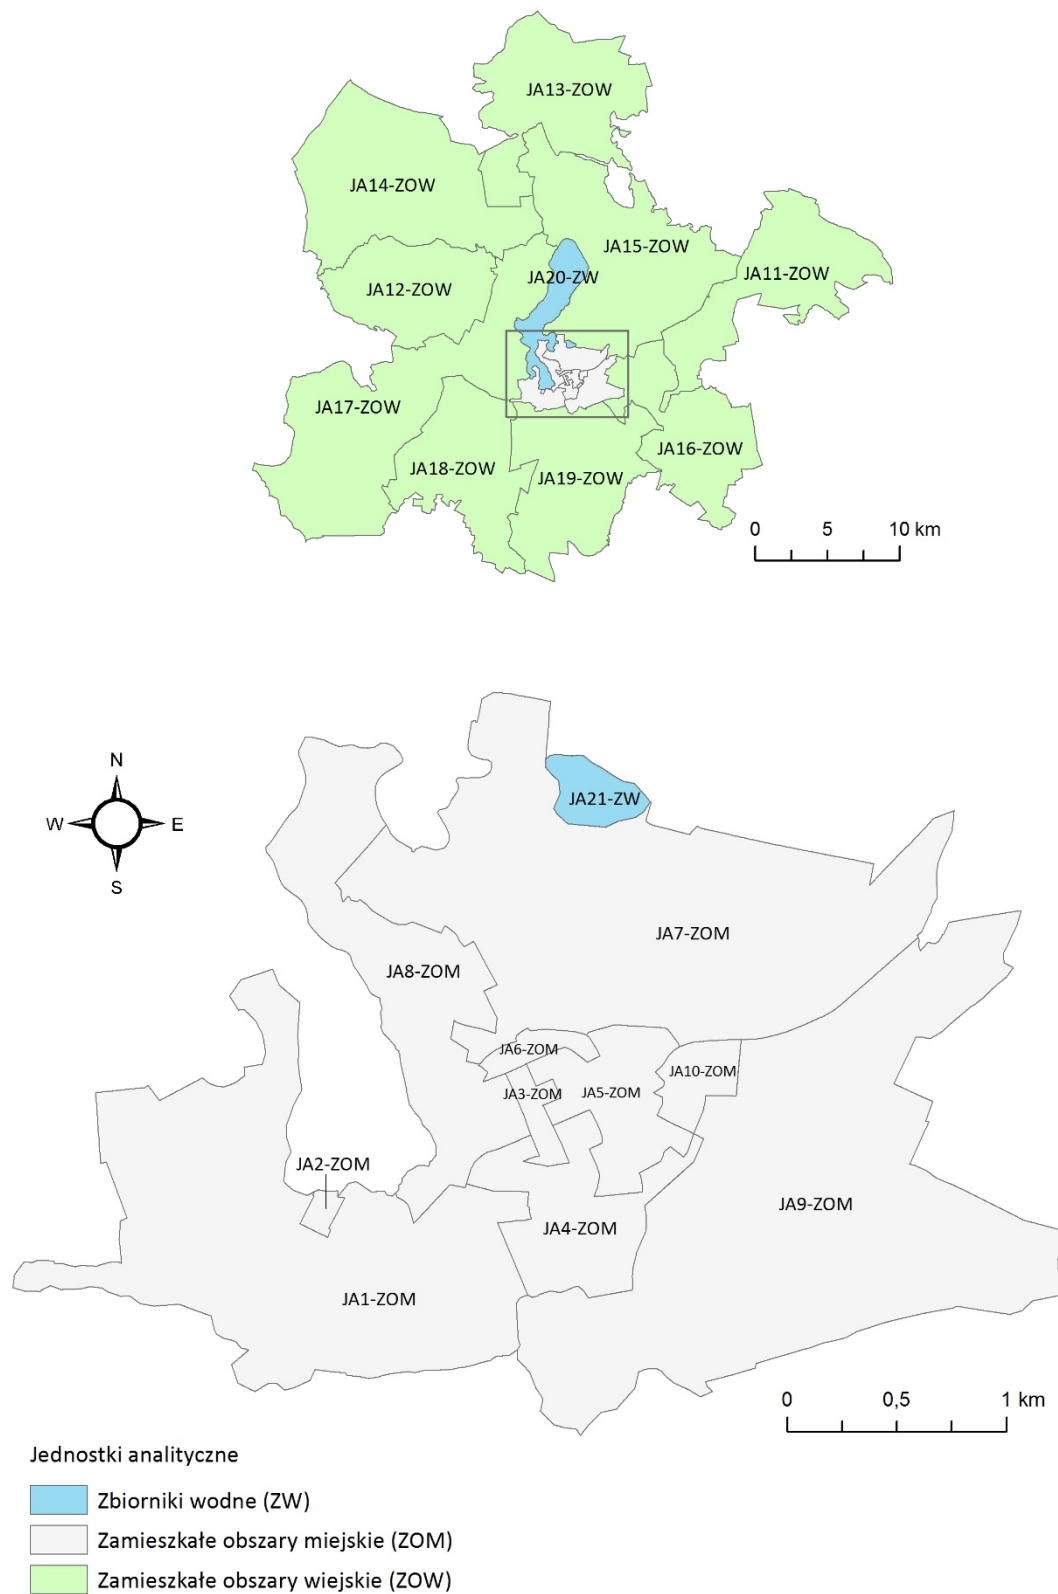 JA13-ZOW
JA14-ZOW
JA15-ZOW
JA11-ZOW
JA20-ZW
JA12-ZOW
JA17-ZOW
JA16-ZOW
JA18-ZOW
JA19-ZOW
0 5 10 km
N
W E
S
JA21-ZW
JA7-ZOM
JA8-ZOM
JA6-ZOM
JA10-ZOM
JA3-ZOM
JA5-ZOM
JA2-ZOM
JA9-ZOM
JA4-ZOM
JA1-ZOM
0 0,5 1 km
Jednostki analityczne
Zbiorniki wodne (ZW)
Zamieszkałe obszary miejskie (ZOM)
Zamieszkałe obszary wiejskie (ZOW)